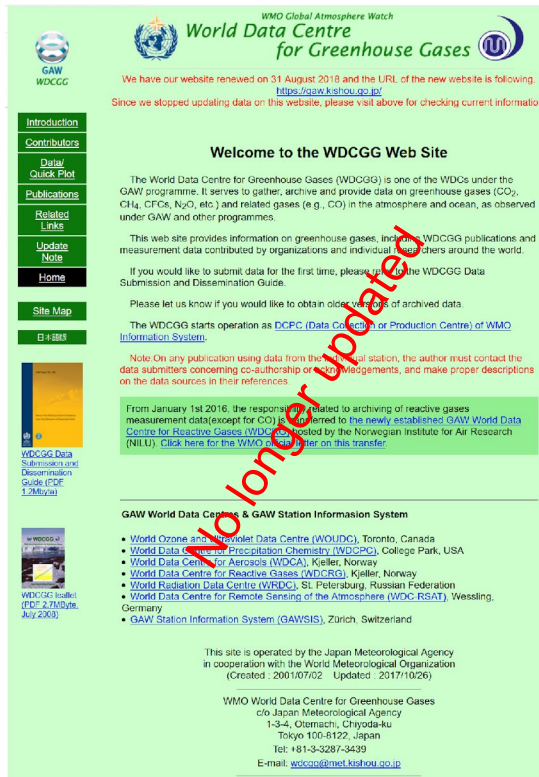 WMO Global Atmosphere Watch
World Data Centre
for Greenhouse Gases
GAW
WDCGG
We have our website renewed on 31 August 2018 and the URL of the new website is following.
https://gaw.kishou.go.jp/
Since we stopped updating data on this website, please visit above for checking current informatio
Introduction
Contributors
Data/
Quick Plot
Publications
Related
Links
Update
Note
Home
Site Map
日本語版
WDCGG Data
Submission and
Dissemination
Guide (PDF
1.2Mbyte)
WDCGG leaflet
(PDF 2.7MByte,
July 2008)
Welcome to the WDCGG Web Site
The World Data Centre for Greenhouse Gases (WDCGG) is one of the WDCs under the
GAW programme. It serves to gather, archive and provide data on greenhouse gases (CO2,
CH4, CFCs, N2O, etc.) and related gases (e.g., CO) in the atmosphere and ocean, as observed
under GAW and other programmes.
This web site provides information on greenhouse gases, including WDCGG publications and
measurement data contributed by organizations and individual researchers around the world.
If you would like to submit data for the first time, please refer to the WDCGG Data
Submission and Dissemination Guide.
Please let us know if you would like to obtain older versions of archived data.
The WDCGG starts operation as DCPC (Data Collection or Production Centre) of WMO
Information System.
Note:On any publication using data from the individual station, the author must contact the
data submitters concerning co-authorship or acknowledgements, and make proper descriptions
on the data sources in their references.
From January 1st 2016, the responsibility related to archiving of reactive gases
measurement data(except for CO) is transferred to the newly established GAW World Data
Centre for Reactive Gases (WDCRG) hosted by the Norwegian Institute for Air Research
(NILU). Click here for the WMO official letter on this transfer.
No longer updated
GAW World Data Centres & GAW Station Informasion System
• World Ozone and Ultraviolet Data Centre (WOUDC), Toronto, Canada
• World Data Centre for Precipitation Chemistry (WDCPC), College Park, USA
• World Data Centre for Aerosols (WDCA), Kjeller, Norway
• World Data Centre for Reactive Gases (WDCRG), Kjeller, Norway
• World Radiation Data Centre (WRDC), St. Petersburg, Russian Federation
• World Data Centre for Remote Sensing of the Atmosphere (WDC-RSAT), Wessling,
Germany
• GAW Station Information System (GAWSIS), Zürich, Switzerland
This site is operated by the Japan Meteorological Agency
in cooperation with the World Meteorological Organization
(Created : 2001/07/02 Updated : 2017/10/26)
WMO World Data Centre for Greenhouse Gases
c/o Japan Meteorological Agency
1-3-4, Otemachi, Chiyoda-ku
Tokyo 100-8122, Japan
Tel: +81-3-3287-3439
E-mail: wdcgg@met.kishou.go.jp